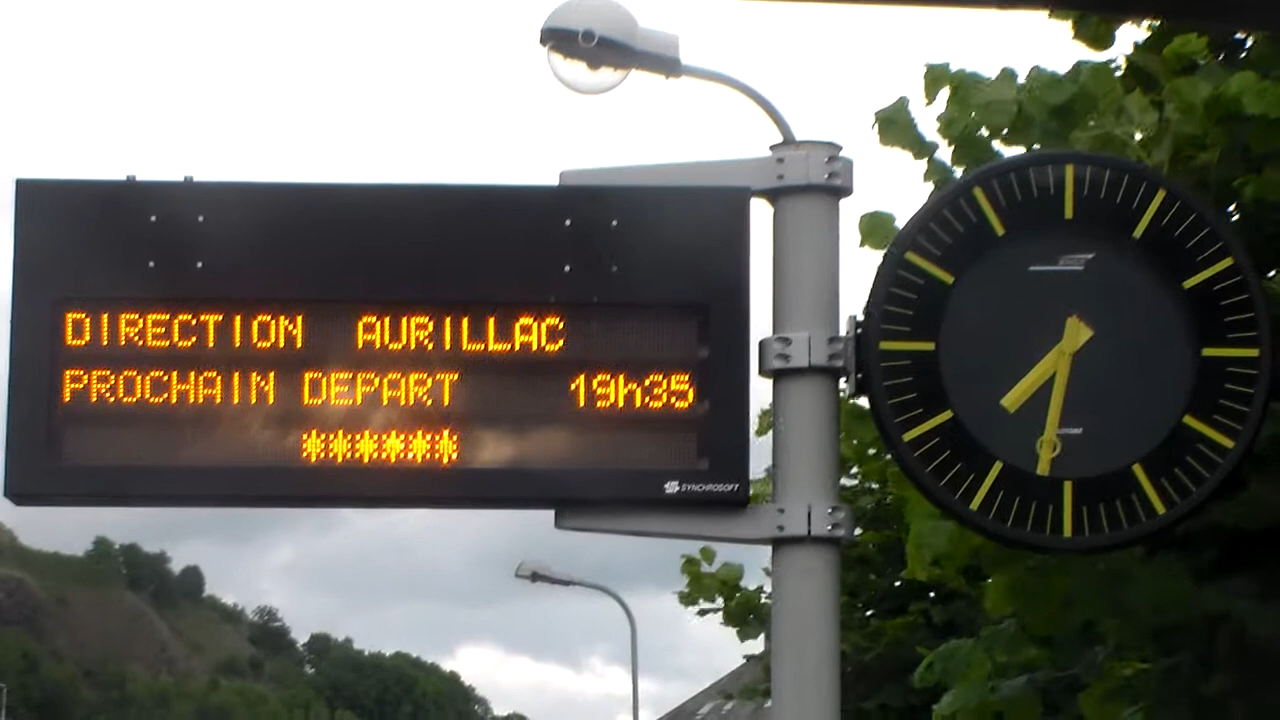 DIRECTION AURILLAC
PROCHAIN DEPART 19h35
******
SYNCHROSOFT